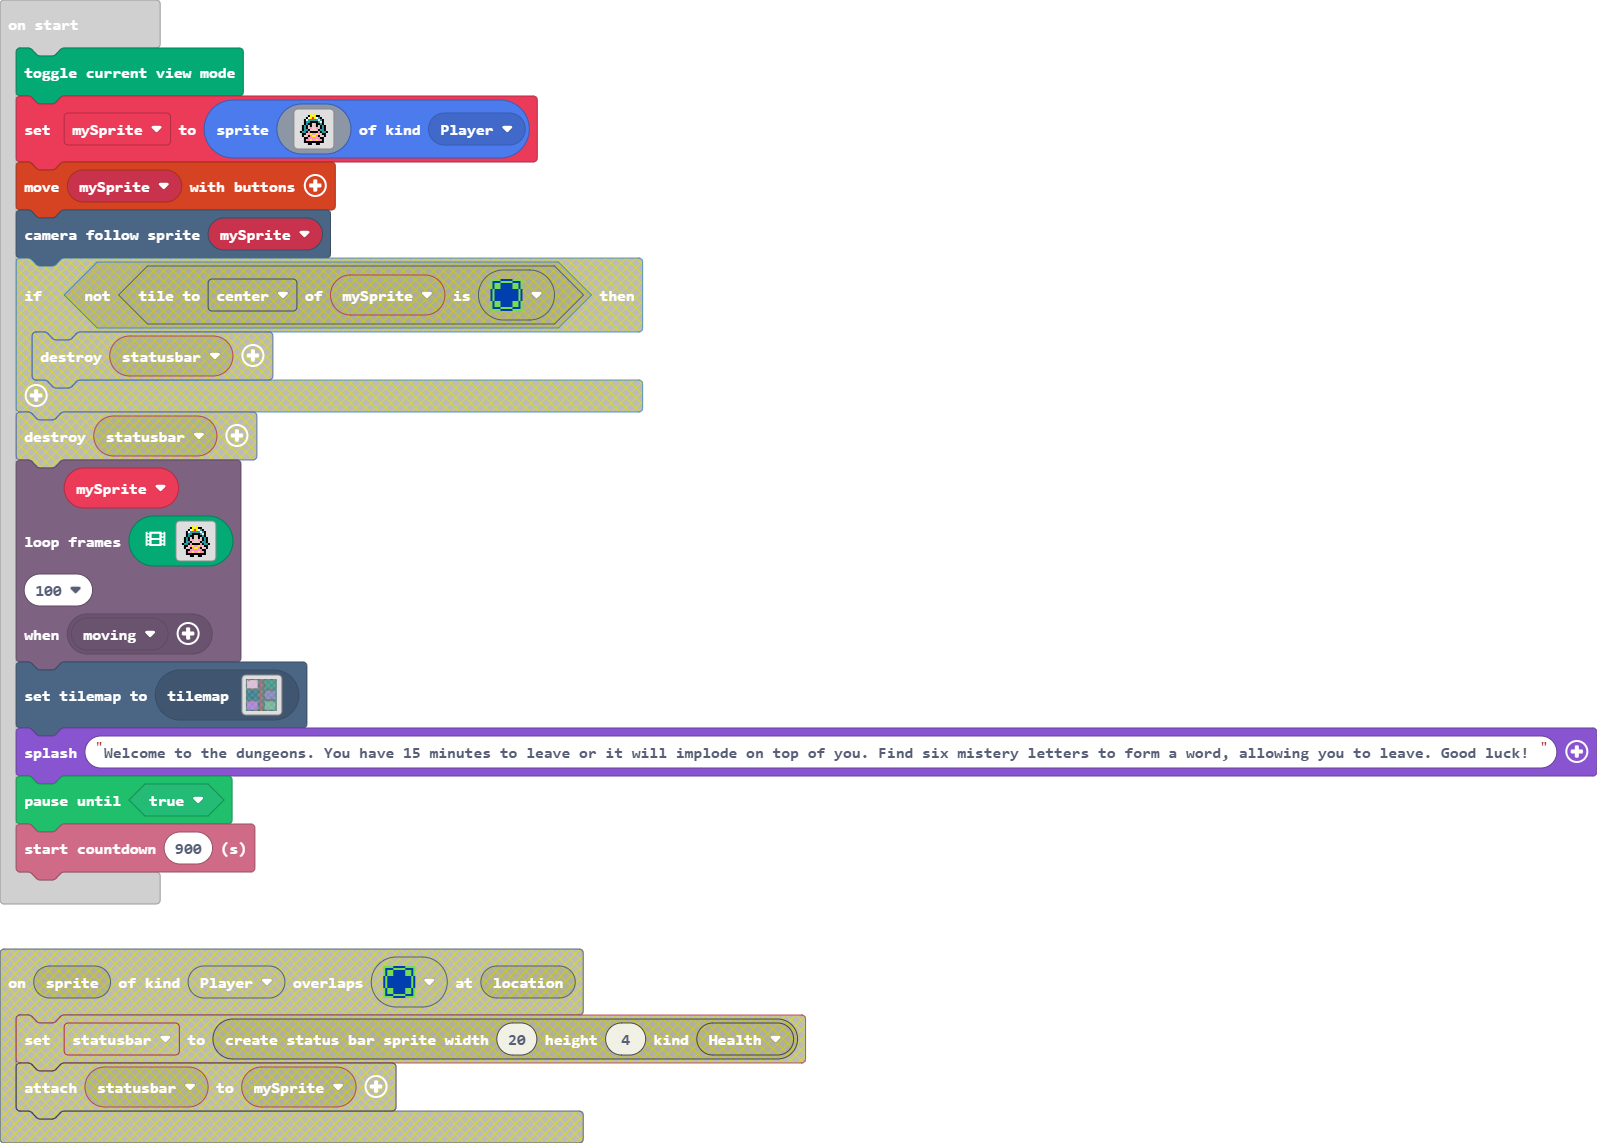 on start
toggle current view mode
set mySprite to sprite of kind Player
move mySprite with buttons
camera follow sprite mySprite
if not tile to center of mySprite is then
destroy statusbar
destroy statusbar
mySprite
loop frames
100
when moving
set tilemap to tilemap
splash "Welcome to the dungeons. You have 15 minutes to leave or it will implode on top of you. Find six mistery letters to form a word, allowing you to leave. Good luck! "
pause until true
start countdown 900 (s)
on sprite of kind Player overlaps at location
set statusbar to create status bar sprite width 20 height 4 kind Health
attach statusbar to mySprite